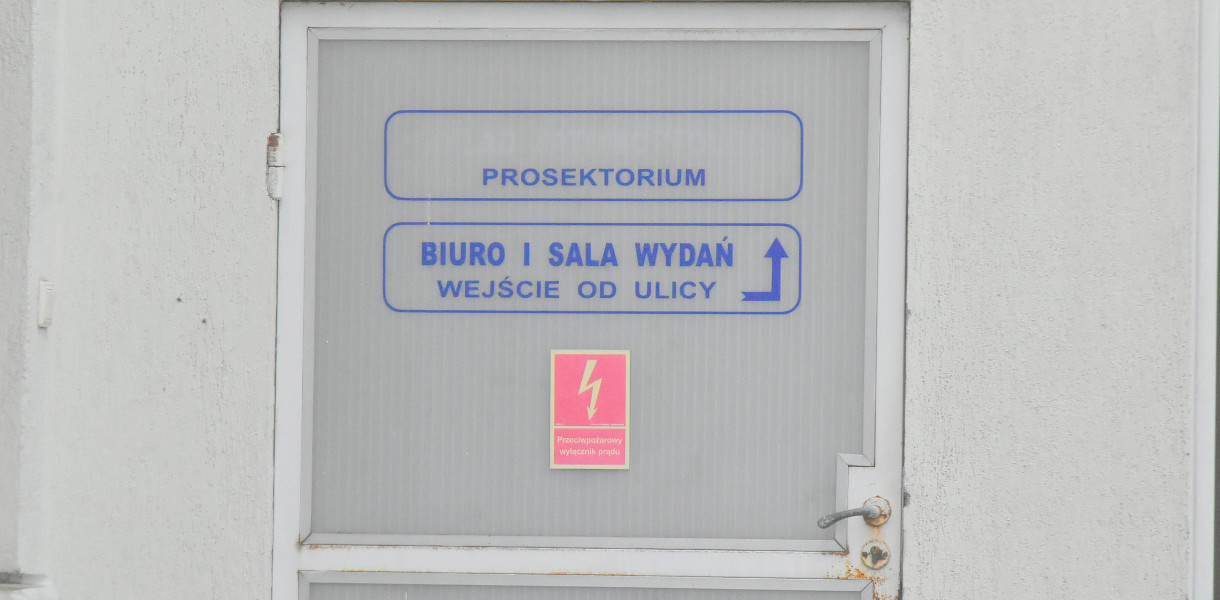 PROSEKTORIUM
BIURO I SALA WYDAŃ
WEJŚCIE OD ULICY
Przeciwpożarowy
wyłącznik prądu